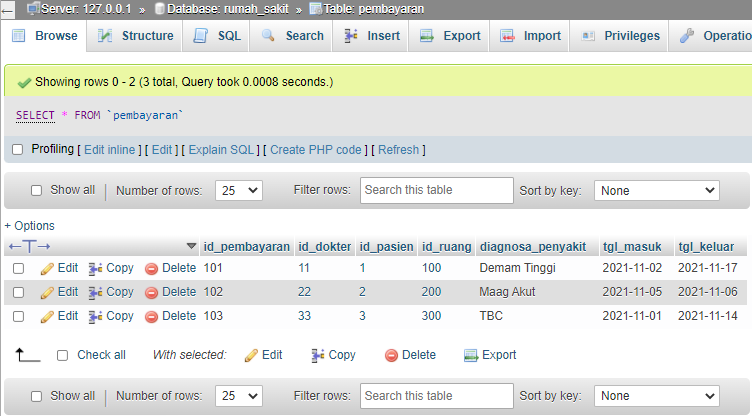 Server: 127.0.0.1 » Database: rumah_sakit » Table: pembayaran
Browse Structure SQL Search Insert Export Import Privileges Operatio
Showing rows 0 - 2 (3 total, Query took 0.0008 seconds.)
SELECT * FROM `pembayaran`
Profiling [ Edit inline ] [ Edit ] [ Explain SQL ] [ Create PHP code ] [ Refresh ]
Show all Number of rows: 25 Filter rows: Search this table Sort by key: None
+ Options
id_pembayaran id_dokter id_pasien id_ruang diagnosa_penyakit tgl_masuk tgl_keluar
Edit Copy Delete 101 11 1 100 Demam Tinggi 2021-11-02 2021-11-17
Edit Copy Delete 102 22 2 200 Maag Akut 2021-11-05 2021-11-06
Edit Copy Delete 103 33 3 300 TBC 2021-11-01 2021-11-14
Check all With selected: Edit Copy Delete Export
Show all Number of rows: 25 Filter rows: Search this table Sort by key: None